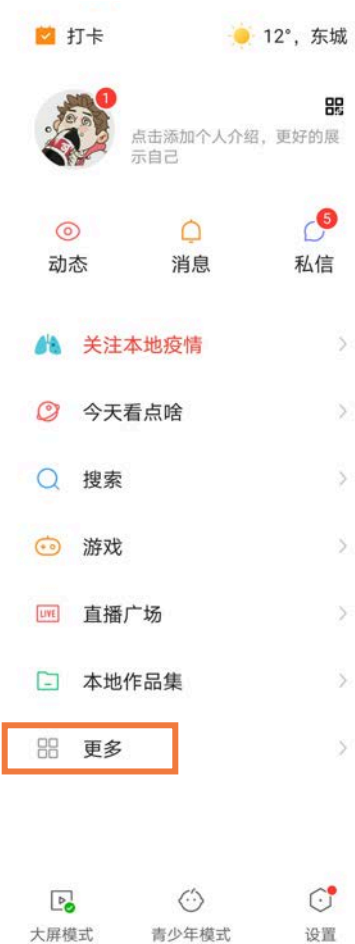 打卡
12°，东城
1
点击添加个人介绍，更好的展
示自己
5
动态
消息
私信
关注本地疫情
今天看点啥
搜索
游戏
LIVE 直播广场
本地作品集
更多
大屏模式
青少年模式
设置